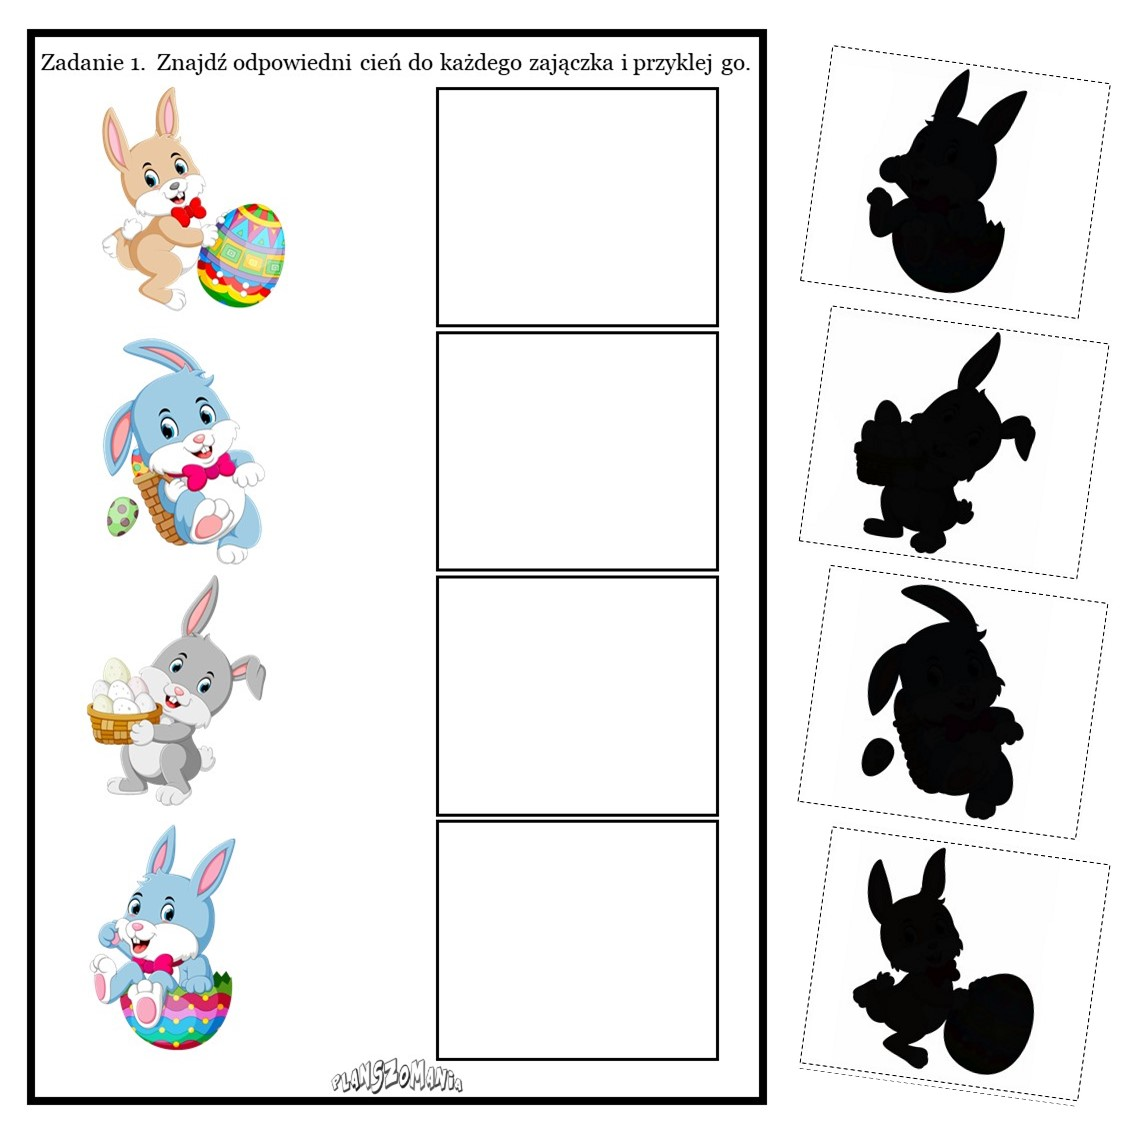 Zadanie 1. Znajdź odpowiedni cień do każdego zajączka i przyklej go.
PLANSZOMANiA